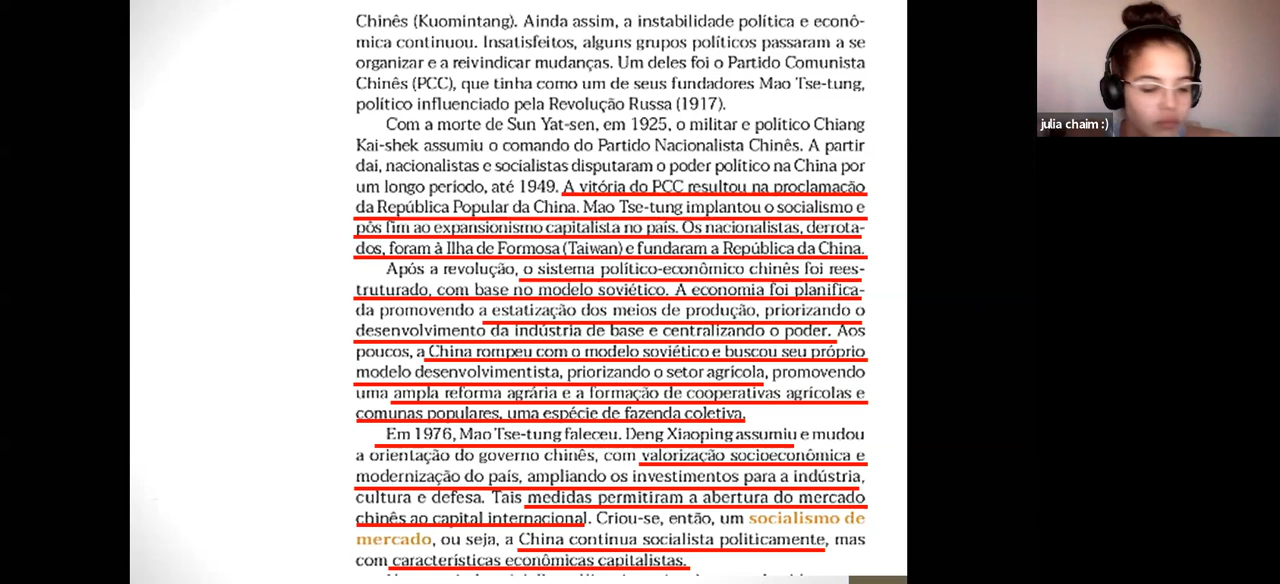 Chinês (Kuomintang). Ainda assim, a instabilidade política e econô-
mica continuou. Insatisfeitos, alguns grupos políticos passaram a se
organizar e a reivindicar mudanças. Um deles foi o Partido Comunista
Chinês (PCC), que tinha como um de seus fundadores Mao Tse-tung,
político influenciado pela Revolução Russa (1917).
Com a morte de Sun Yat-sen, em 1925, o militar e político Chiang
Kai-shek assumiu o comando do Partido Nacionalista Chinês. A partir
daí, nacionalistas e socialistas disputaram o poder político na China por
um longo período, até 1949. A vitória do PCC resultou na proclamação
da República Popular da China. Mao Tse-tung implantou o socialismo e
pôs fim ao expansionismo capitalista no país. Os nacionalistas, derrota-
dos, foram à Ilha de Formosa (Taiwan) e fundaram a República da China.
Após a revolução, o sistema político-econômico chinês foi rees-
truturado, com base no modelo soviético. A economia foi planifica-
da promovendo a estatização dos meios de produção, priorizando o
desenvolvimento da indústria de base e centralizando o poder. Aos
poucos, a China rompeu com o modelo soviético e buscou seu próprio
modelo desenvolvimentista, priorizando o setor agrícola, promovendo
uma ampla reforma agrária e a formação de cooperativas agrícolas e
comunas populares, uma espécie de fazenda coletiva.
Em 1976, Mao Tse-tung faleceu. Deng Xiaoping assumiu e mudou
a orientação do governo chinês, com valorização socioeconômica e
modernização do país, ampliando os investimentos para a indústria,
cultura e defesa. Tais medidas permitiram a abertura do mercado
chinês ao capital internacional. Criou-se, então, um socialismo de
mercado, ou seja, a China continua socialista politicamente, mas
com características econômicas capitalistas.
julia chaim :)